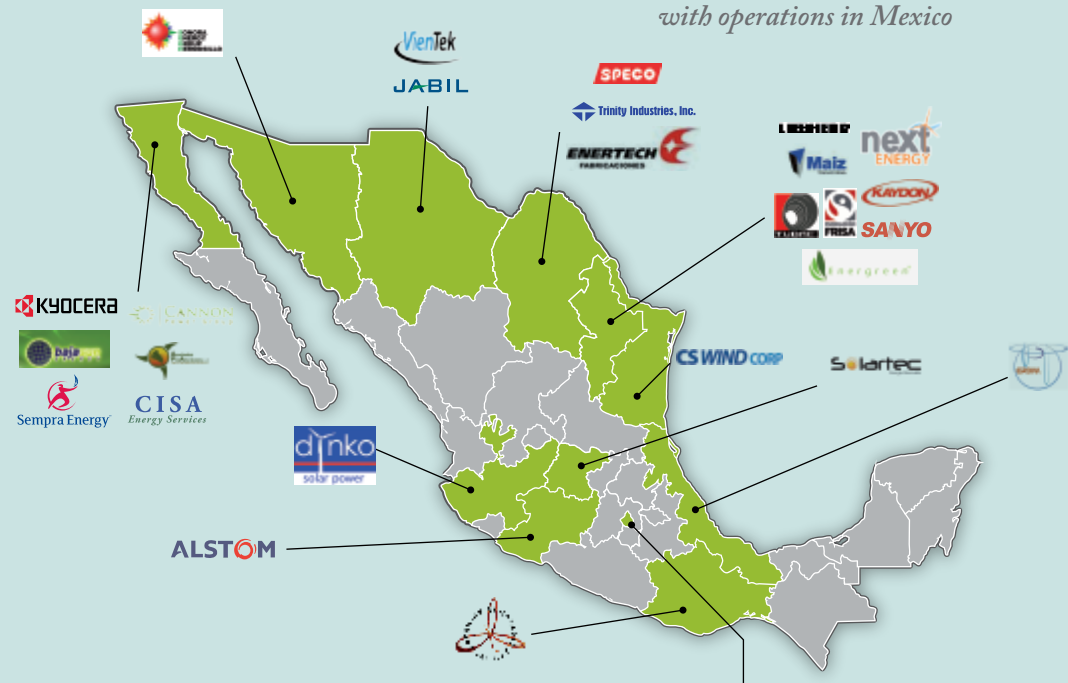 with operations in Mexico
VienTek
JABIL
SPECO
Trinity Industries, Inc.
ENERTECH
FABRICACIONES
next
ENERGY
Maiz
KAYDON
FRISA
SANYO
Energreen
KYOCERA
CANNON
Sempra Energy
CISA
Energy Services
CS WIND CORP
Solartec
dynko
solar power
ALSTOM